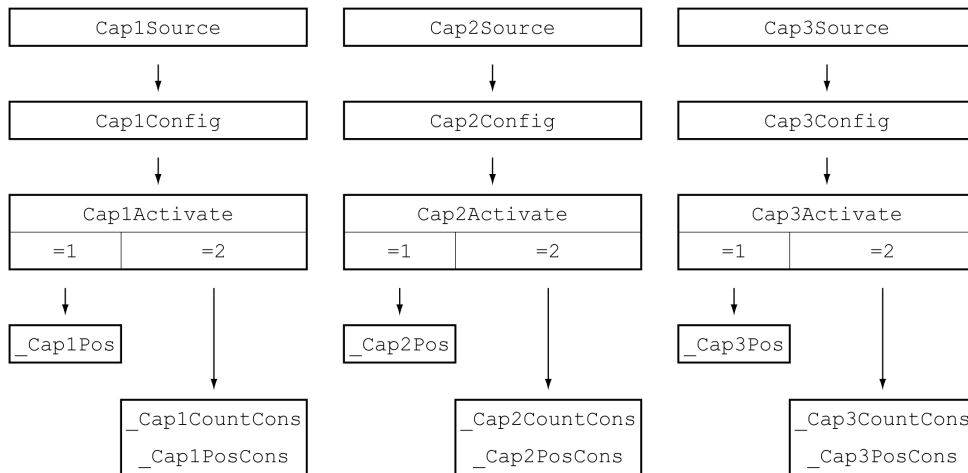 Cap1Source
Cap2Source
Cap3Source
Cap1Config
Cap2Config
Cap3Config
Cap1Activate
Cap2Activate
Cap3Activate
=1
=2
=1
=2
=1
=2
_Cap1Pos
_Cap2Pos
_Cap3Pos
_Cap1CountCons
_Cap2CountCons
_Cap3CountCons
_Cap1PosCons
_Cap2PosCons
_Cap3PosCons